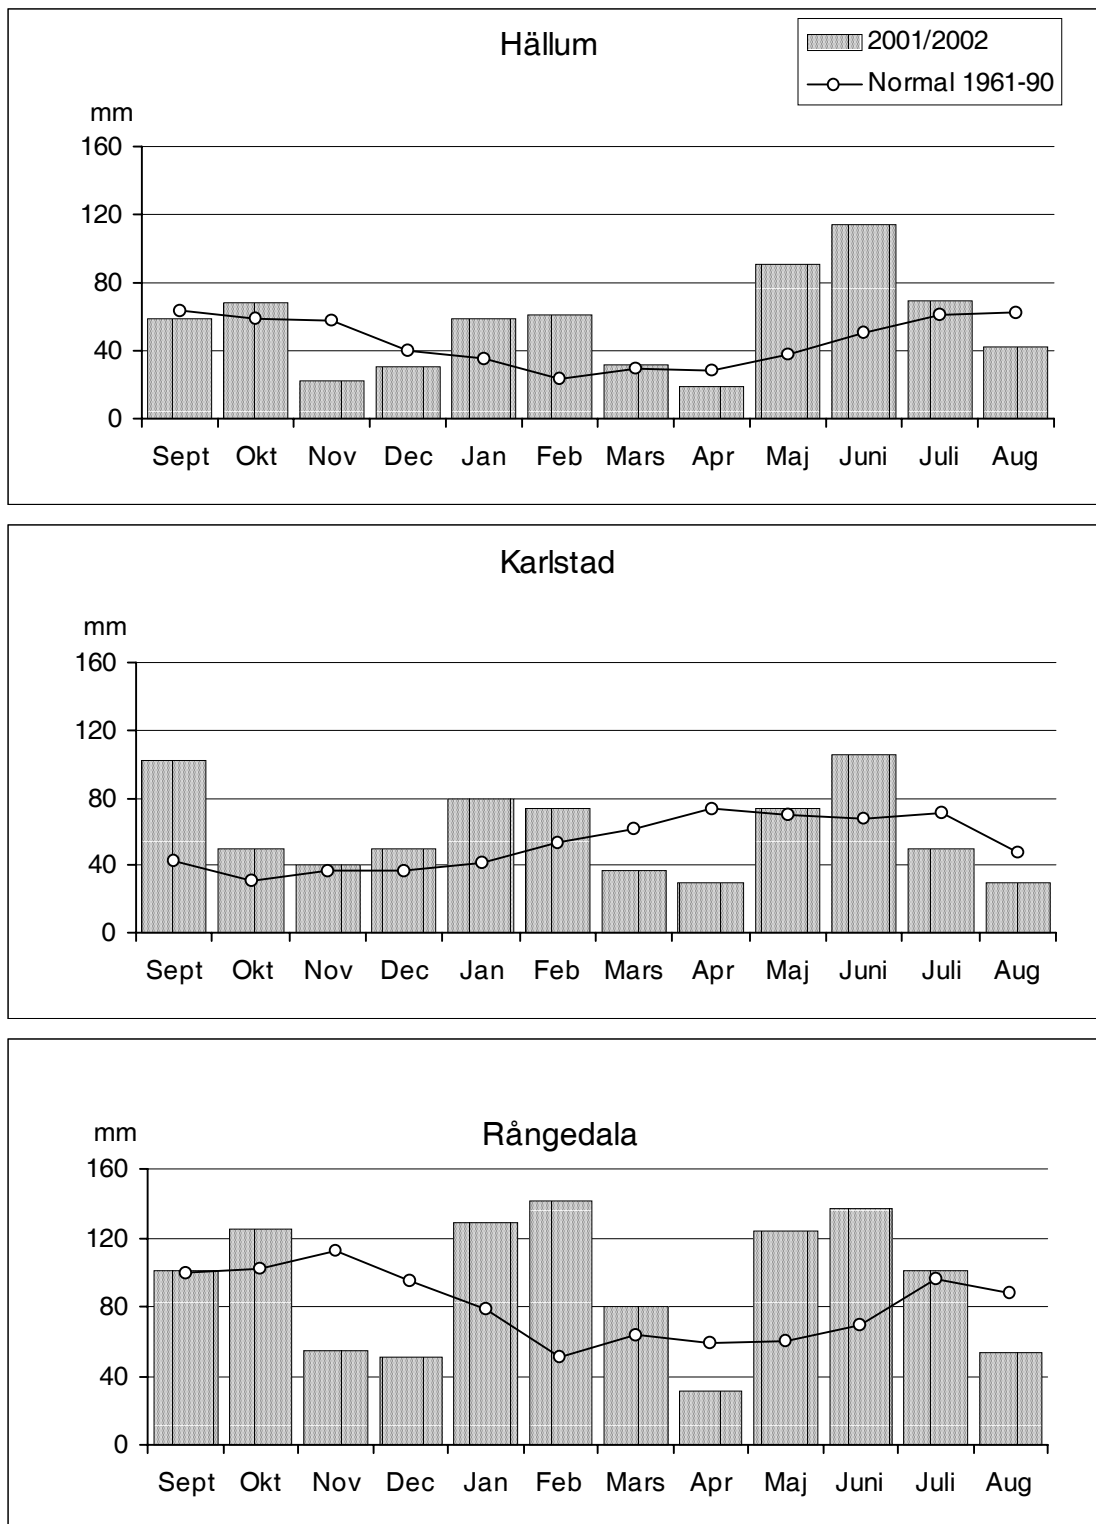 Hällum
2001/2002
Normal 1961-90
mm
160
120
80
40
0
Sept Okt Nov Dec Jan Feb Mars Apr Maj Juni Juli Aug
Karlstad
mm
160
120
80
40
0
Sept Okt Nov Dec Jan Feb Mars Apr Maj Juni Juli Aug
Rångedala
mm
160
120
80
40
0
Sept Okt Nov Dec Jan Feb Mars Apr Maj Juni Juli Aug